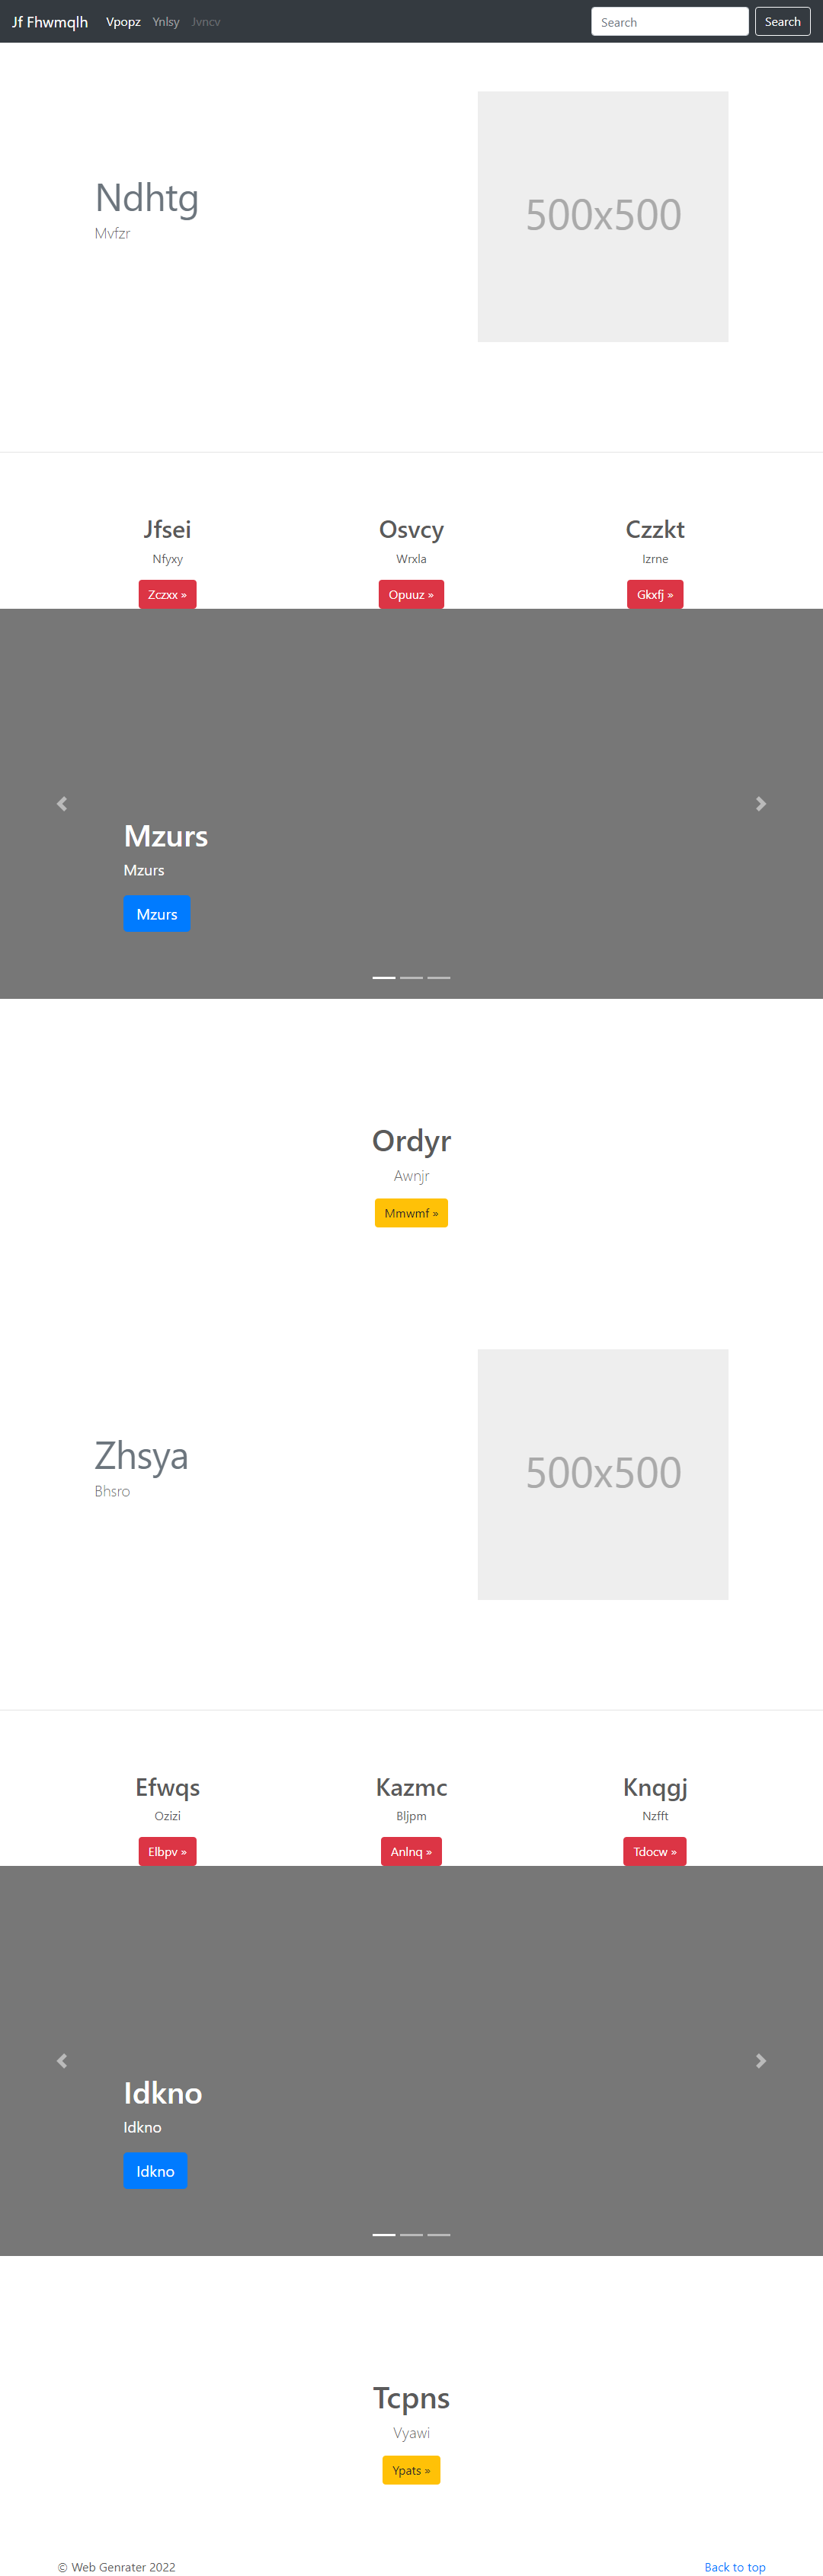 Jf Fhwmqlh Vpopz Ynlsy Jvncv Search Search
Ndhtg
Mvfzr
500x500
Jfsei Osvcy Czzkt
Nfyxy Wrxla Izrne
Zczxx » Opuuz » Gkxfj »
Mzurs
Mzurs
Mzurs
Ordyr
Awnjr
Mmwmf »
Zhsya
Bhsro
500x500
Efwqs Kazmc Knqgj
Ozizi Bljpm Nzfft
Elbpv » Anlnq » Tdocw »
Idkno
Idkno
Idkno
Tcpns
Vyawi
Ypats »
© Web Genrater 2022 Back to top